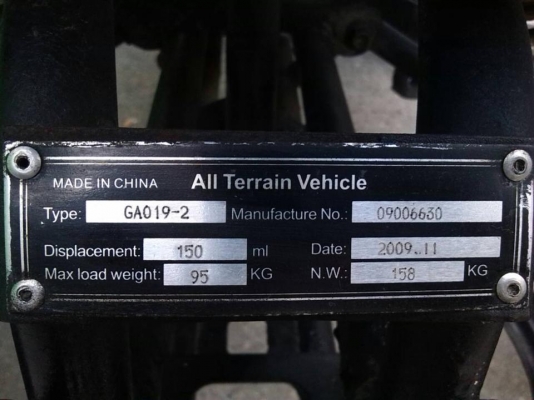 MADE IN CHINA All Terrain Vehicle
Type: GA019-2 Manufacture No.: 09006630
Displacement: 150 ml Date: 2009.11
Max load weight: 95 KG N.W.: 158 KG